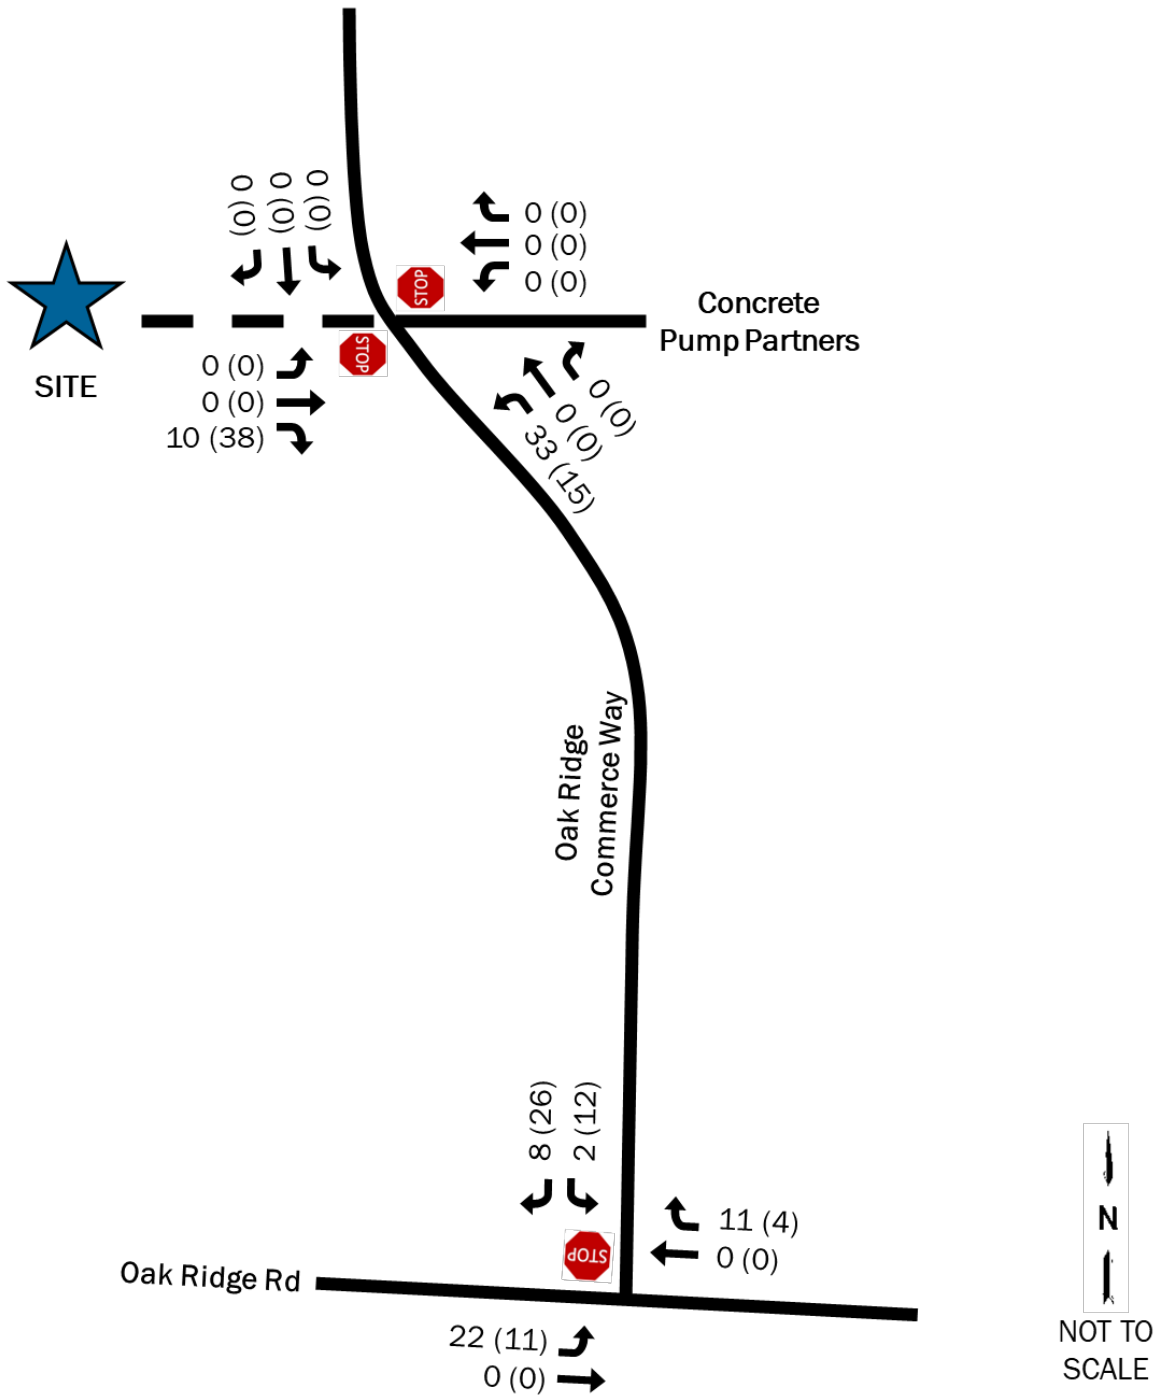 0 (0)
0 (0)
0 (0)
0 (0)
0 (0)
0 (0)
STOP
Concrete
Pump Partners
STOP
SITE
0 (0)
0 (0)
10 (38)
0 (0)
0 (0)
33 (15)
Oak Ridge
Commerce Way
8 (26)
2 (12)
11 (4)
0 (0)
STOP
Oak Ridge Rd
22 (11)
0 (0)
N
NOT TO
SCALE